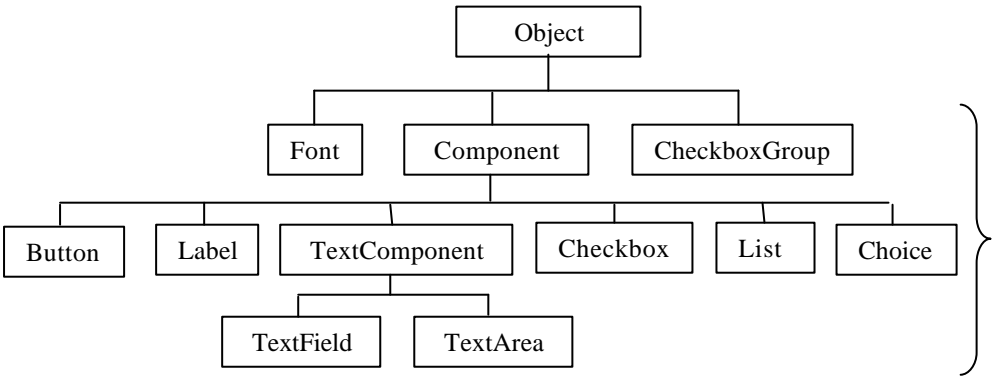 Object
Font Component CheckboxGroup
Button Label TextComponent Checkbox List Choice
TextField TextArea